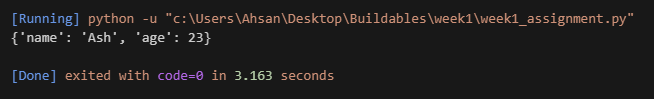 [Running] python -u "c:\Users\Ahsan\Desktop\Buildables\week1\week1_assignment.py"
{'name': 'Ash', 'age': 23}
[Done] exited with code=0 in 3.163 seconds